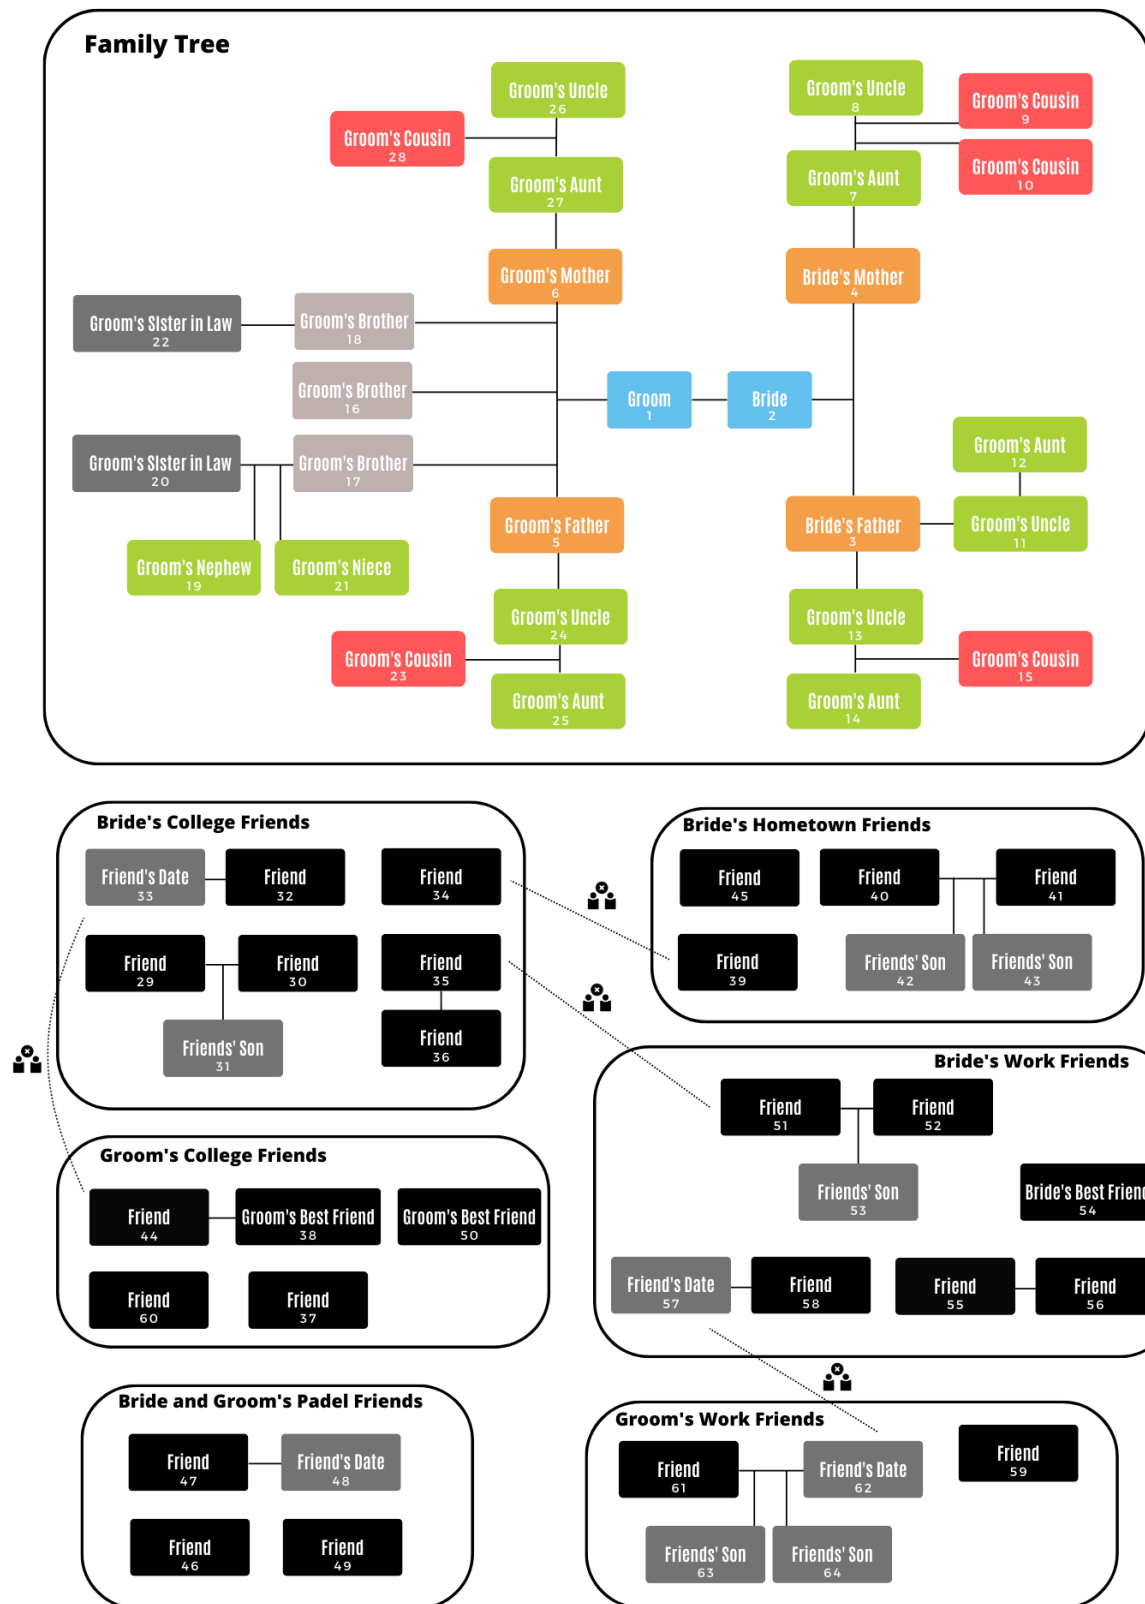 Family Tree
Groom's Uncle
26
Groom's Uncle
8
Groom's Cousin
9
Groom's Cousin
28
Groom's Cousin
10
Groom's Aunt
27
Groom's Aunt
7
Groom's Mother
6
Bride's Mother
4
Groom's SIster in Law
22
Groom's Brother
18
Groom's Brother
16
Groom
1
Bride
2
Groom's SIster in Law
20
Groom's Brother
17
Groom's Aunt
12
Groom's Father
5
Bride's Father
3
Groom's Uncle
11
Groom's Nephew
19
Groom's Niece
21
Groom's Uncle
24
Groom's Uncle
13
Groom's Cousin
23
Groom's Cousin
15
Groom's Aunt
25
Groom's Aunt
14
Bride's College Friends
Friend's Date
33
Friend
32
Friend
34
Friend
29
Friend
30
Friend
35
Friends' Son
31
Friend
36
Bride's Hometown Friends
Friend
45
Friend
40
Friend
41
Friend
39
Friends' Son
42
Friends' Son
43
Bride's Work Friends
Friend
51
Friend
52
Friends' Son
53
Bride's Best Friend
54
Friend's Date
57
Friend
58
Friend
55
Friend
56
Groom's College Friends
Friend
44
Groom's Best Friend
38
Groom's Best Friend
50
Friend
60
Friend
37
Bride and Groom's Padel Friends
Friend
47
Friend's Date
48
Friend
46
Friend
49
Groom's Work Friends
Friend
61
Friend's Date
62
Friend
59
Friends' Son
63
Friends' Son
64